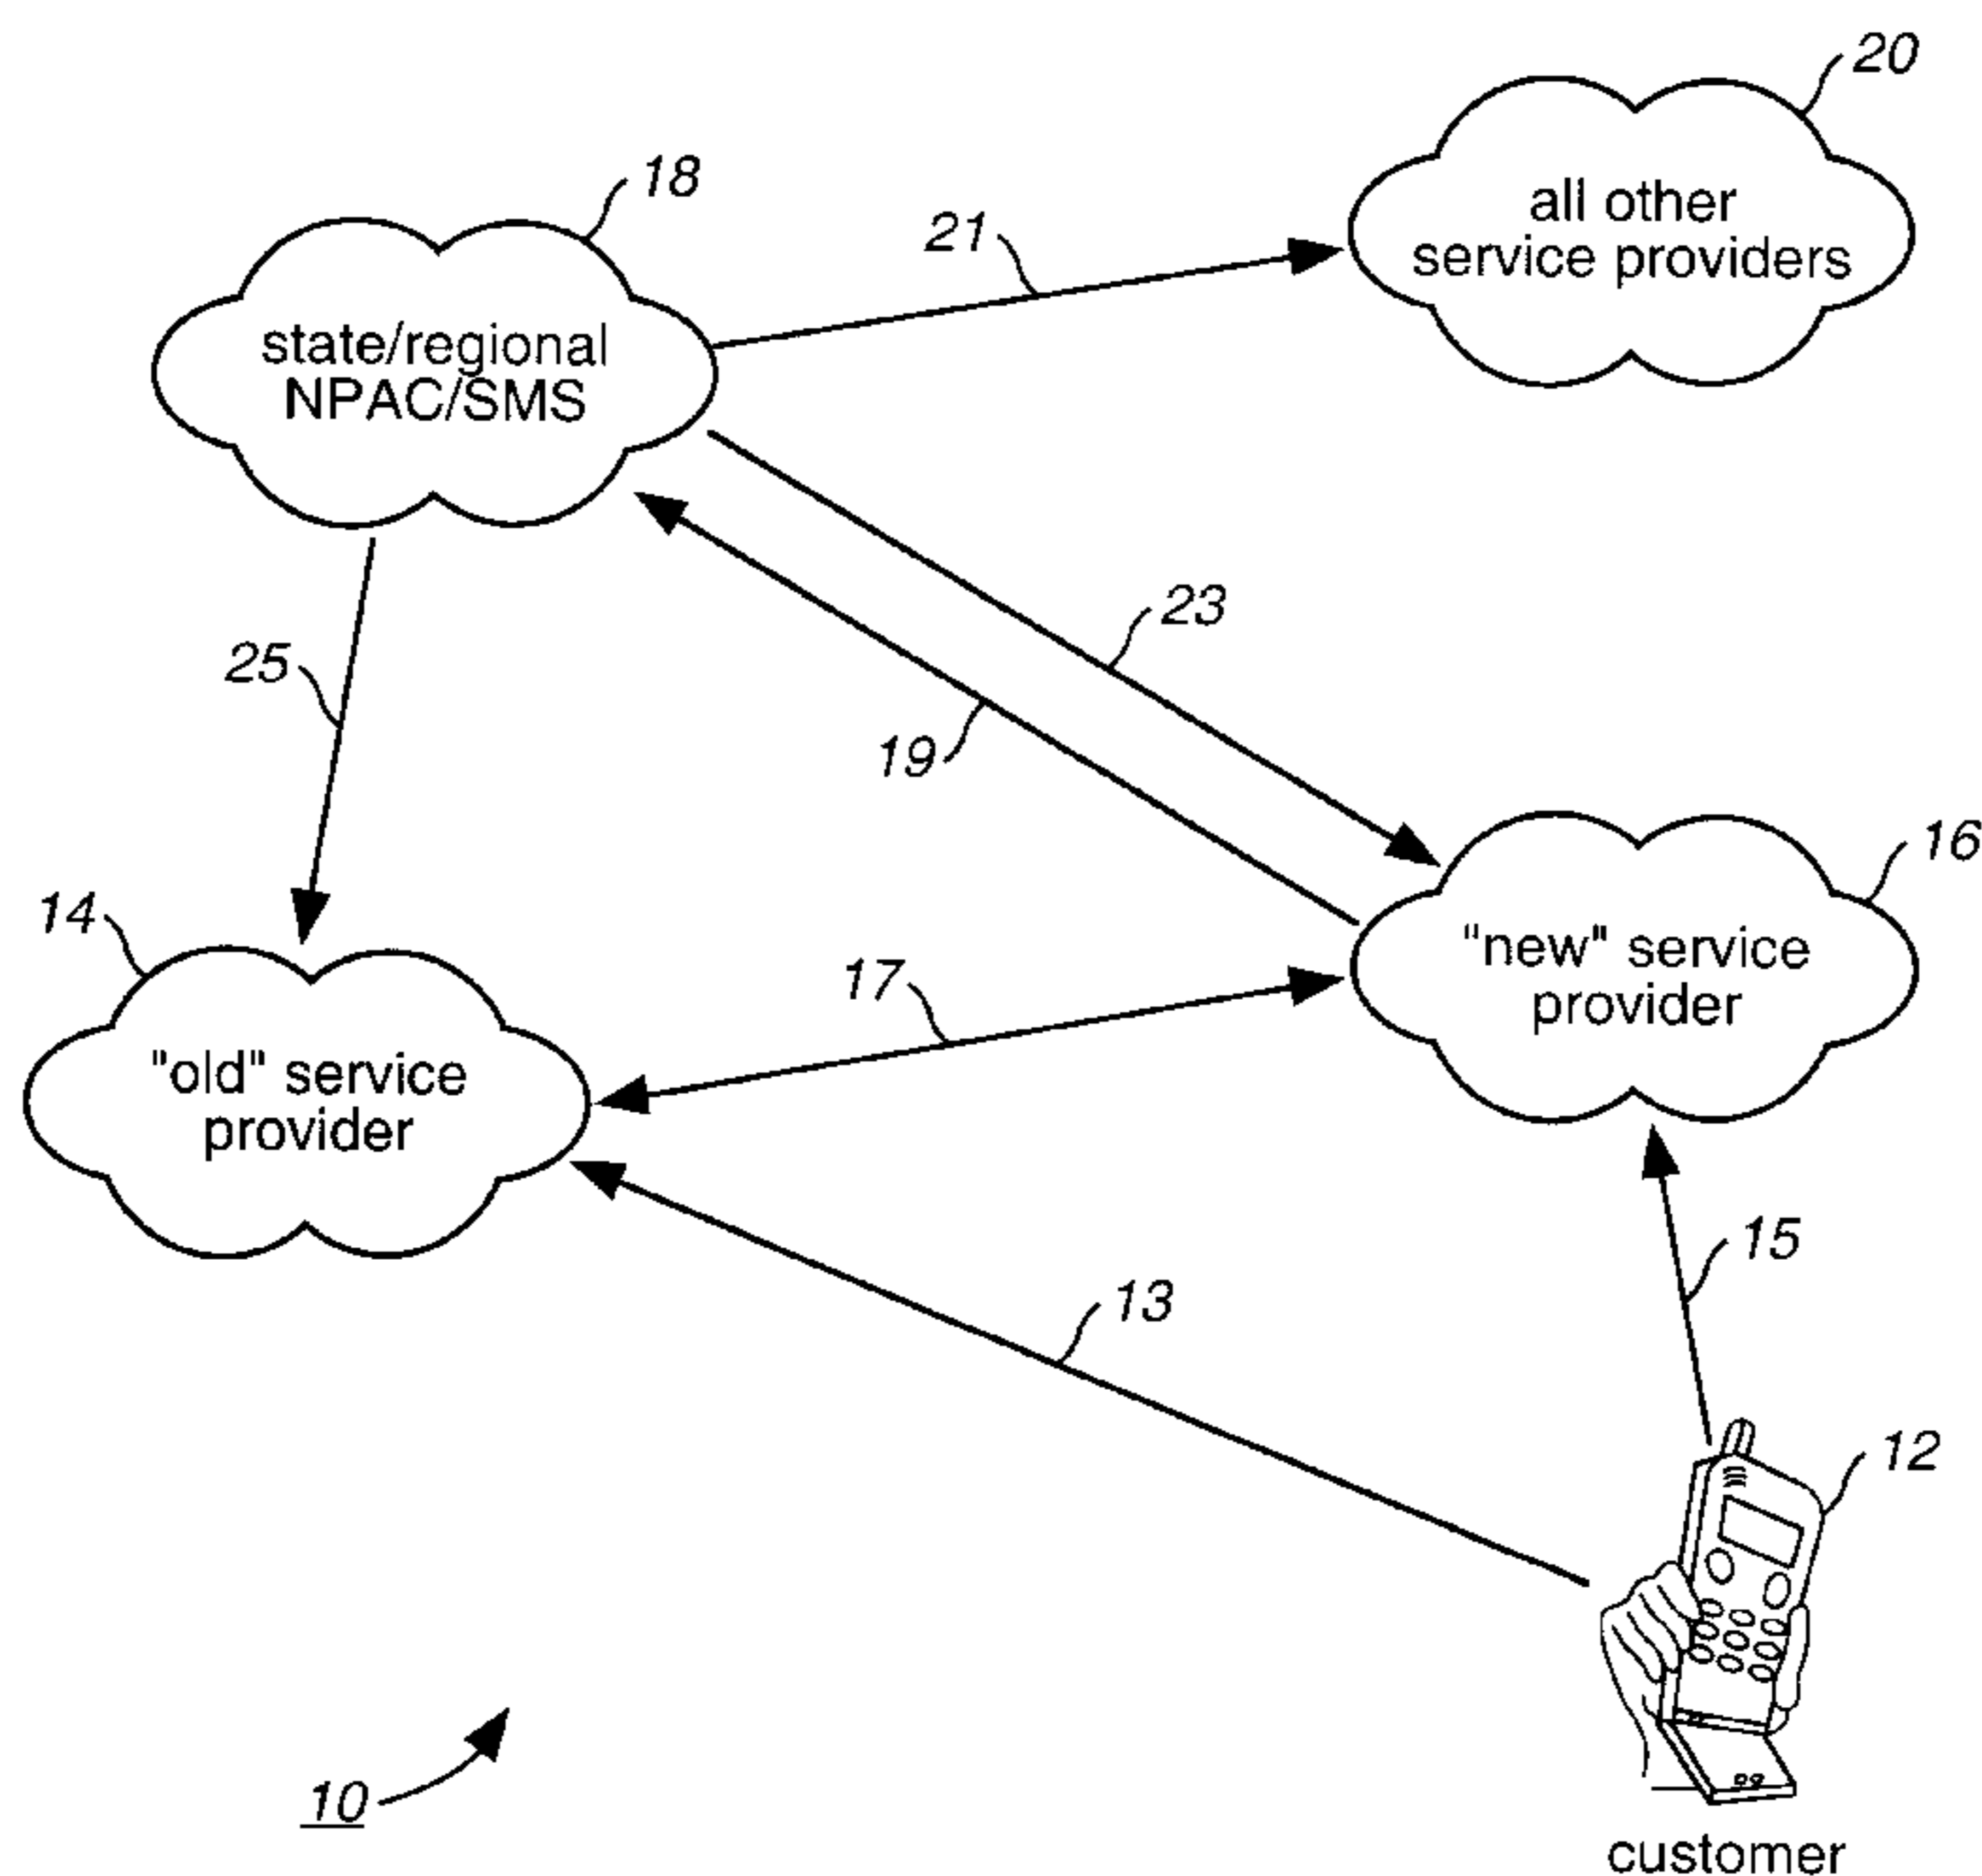 20
18
all other
service providers
21
state/regional
NPAC/SMS
23
25
19
16
14
"new" service
provider
17
"old" service
provider
15
13
12
10
customer